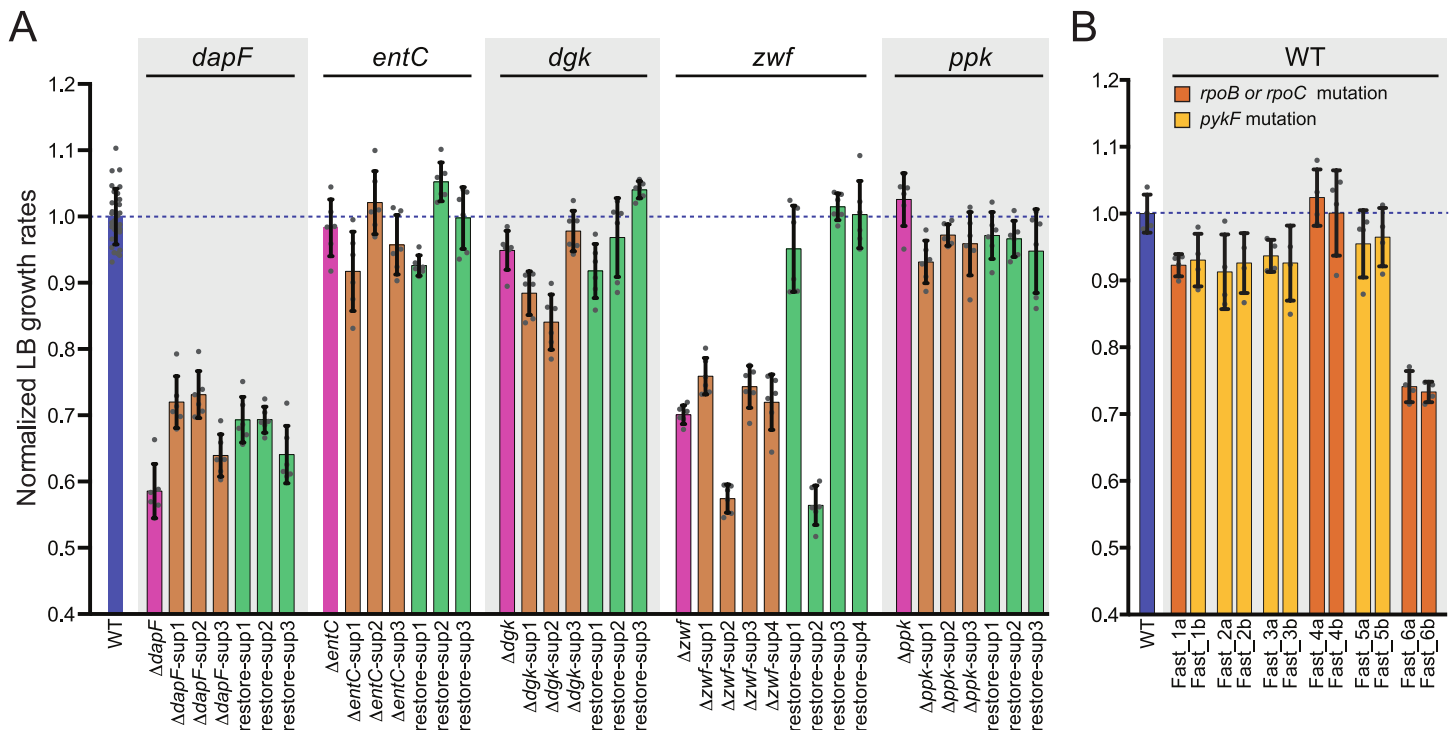 A
dapF
entC
dgk
zwf
ppk
Normalized LB growth rates
1.2
1.1
1.0
0.9
0.8
0.7
0.6
0.5
0.4
WT
ΔdapF
ΔdapF-sup1
ΔdapF-sup2
ΔdapF-sup3
restore-sup1
restore-sup2
restore-sup3
ΔentC
ΔentC-sup1
ΔentC-sup2
ΔentC-sup3
restore-sup1
restore-sup2
restore-sup3
Δdgk
Δdgk-sup1
Δdgk-sup2
Δdgk-sup3
restore-sup1
restore-sup2
restore-sup3
Δzwf
Δzwf-sup1
Δzwf-sup2
Δzwf-sup3
Δzwf-sup4
restore-sup1
restore-sup2
restore-sup3
restore-sup4
Δppk
Δppk-sup1
Δppk-sup2
Δppk-sup3
restore-sup1
restore-sup2
restore-sup3
B
WT
rpoB or rpoC mutation
pykF mutation
1.2
1.1
1.0
0.9
0.8
0.7
0.6
0.5
0.4
WT
Fast_1a
Fast_1b
Fast_2a
Fast_2b
Fast_3a
Fast_3b
Fast_4a
Fast_4b
Fast_5a
Fast_5b
Fast_6a
Fast_6b